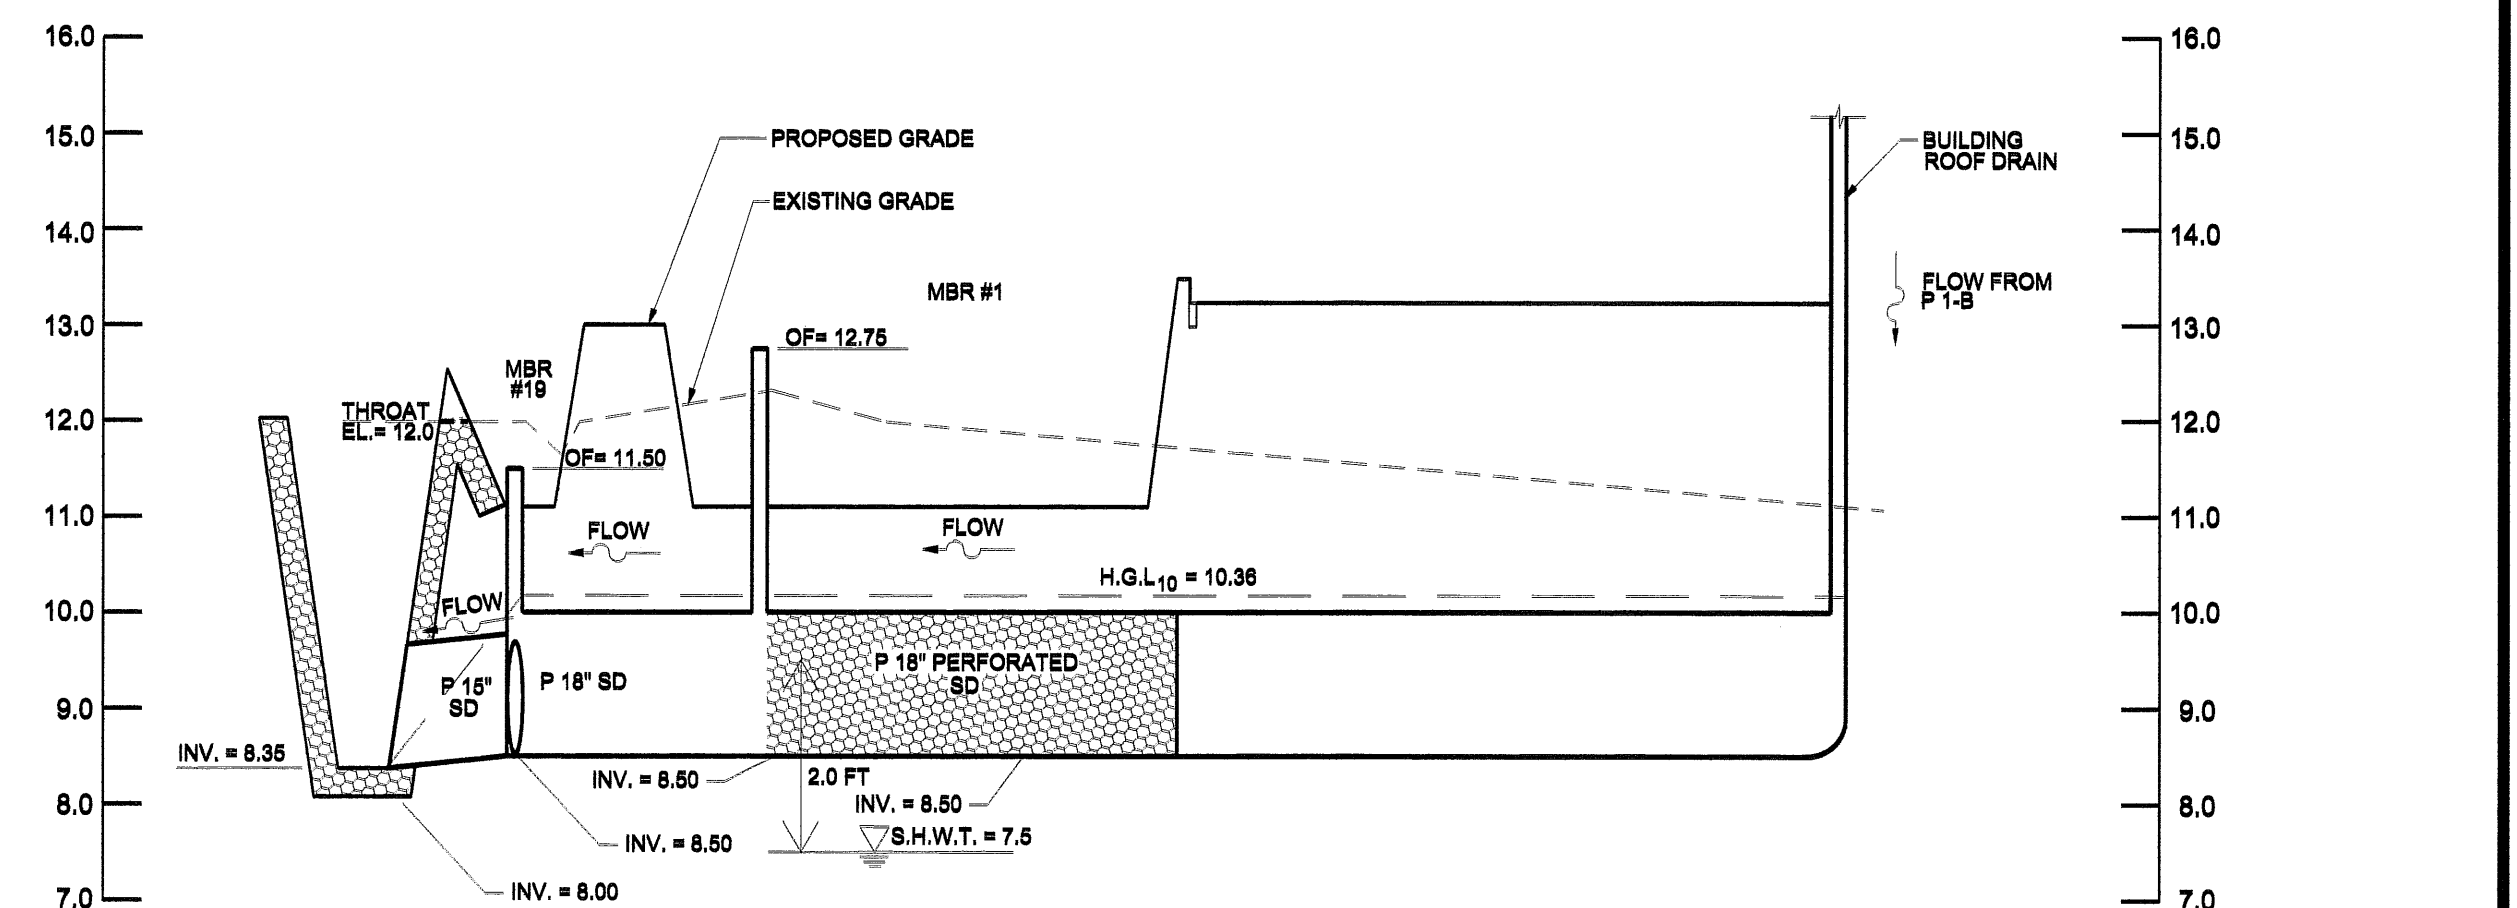 16.0
16.0
15.0
PROPOSED GRADE
15.0
BUILDING
ROOF DRAIN
EXISTING GRADE
14.0
14.0
MBR #1
FLOW FROM
P 1-B
13.0
OF= 12.75
13.0
MBR
#19
THROAT
EL.= 12.0
12.0
12.0
OF= 11.50
11.0
11.0
FLOW
FLOW
H.G.L10 = 10.36
FLOW
10.0
10.0
P 15"
SD
P 18" SD
P 18" PERFORATED
SD
9.0
9.0
INV. = 8.35
INV. = 8.50
2.0 FT
INV. = 8.50
8.0
8.0
INV. = 8.50
S.H.W.T. = 7.5
INV. = 8.00
7.0
7.0